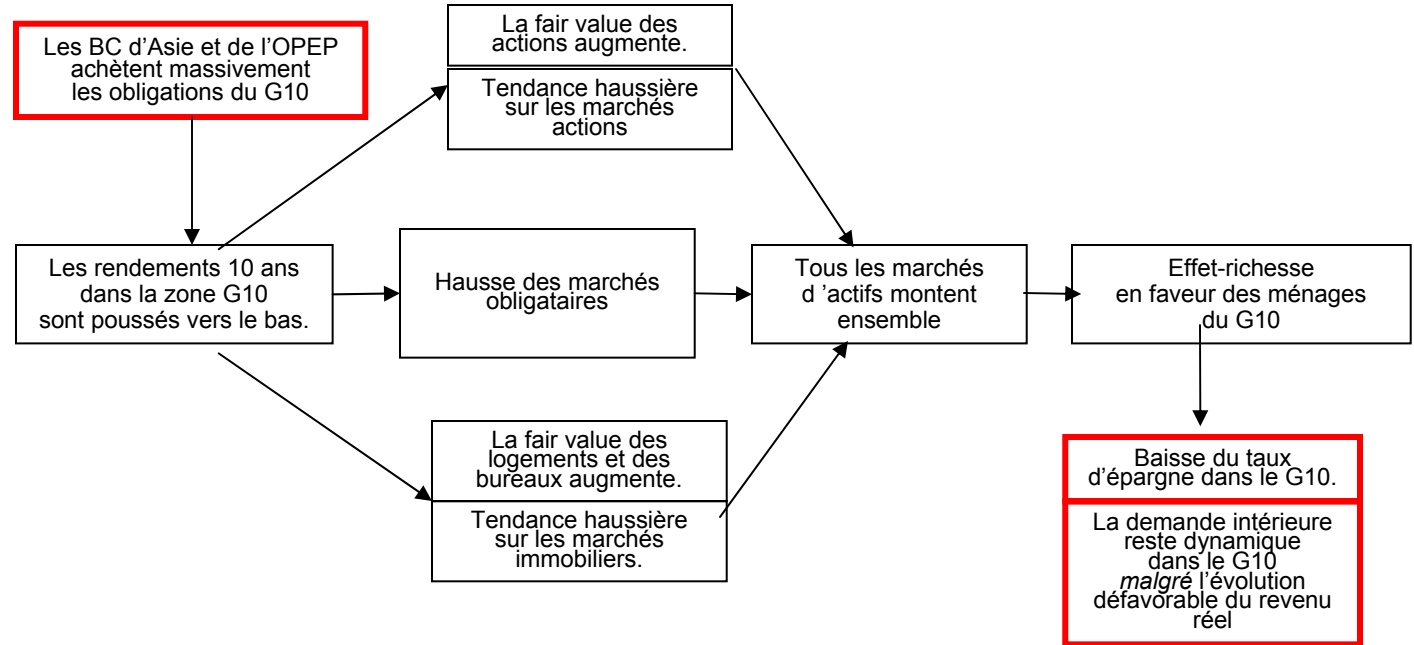 Les BC d'Asie et de l'OPEP
achètent massivement
les obligations du G10
La fair value des
actions augmente.
Tendance haussière
sur les marchés
actions
Les rendements 10 ans
dans la zone G10
sont poussés vers le bas.
Hausse des marchés
obligataires
Tous les marchés
d 'actifs montent
ensemble
Effet-richesse
en faveur des ménages
du G10
La fair value des
logements et des
bureaux augmente.
Tendance haussière
sur les marchés
immobiliers.
Baisse du taux
d'épargne dans le G10.
La demande intérieure
reste dynamique
dans le G10
malgré l'évolution
défavorable du revenu
réel